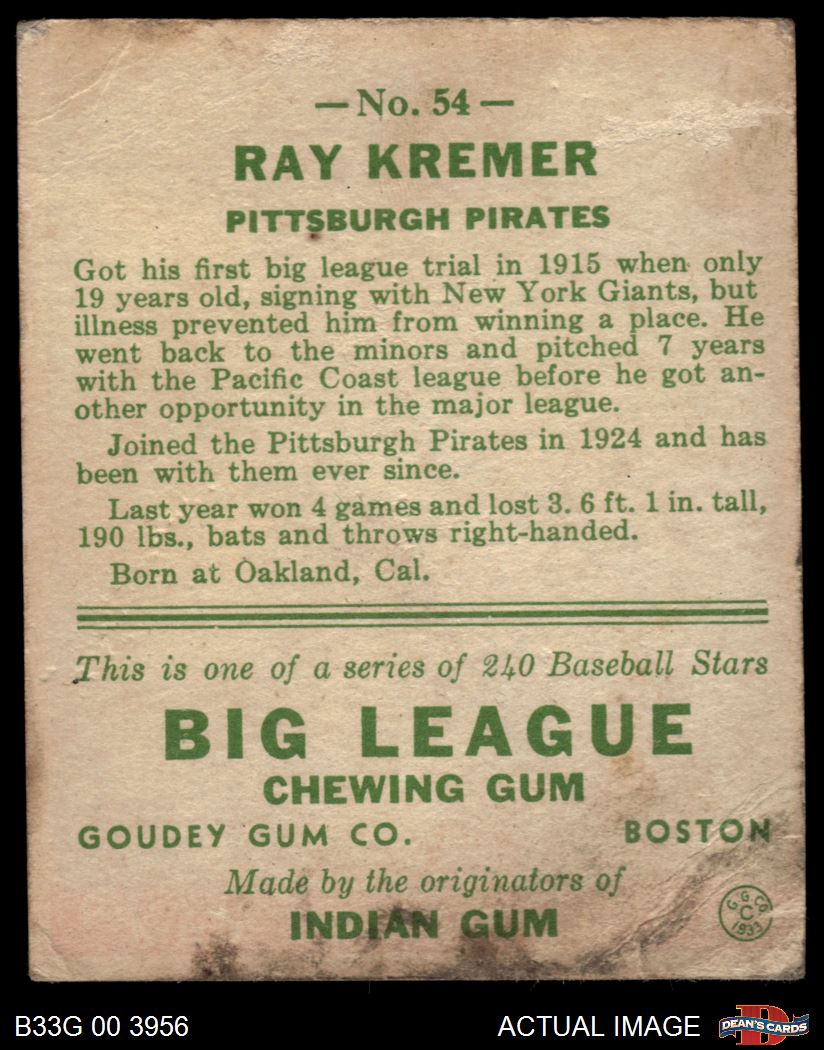 — No. 54 —
RAY KREMER
PITTSBURGH PIRATES
Got his first big league trial in 1915 when only
19 years old, signing with New York Giants, but
illness prevented him from winning a place. He
went back to the minors and pitched 7 years
with the Pacific Coast league before he got an-
other opportunity in the major league.
Joined the Pittsburgh Pirates in 1924 and has
been with them ever since.
Last year won 4 games and lost 3. 6 ft. 1 in. tall,
190 lbs., bats and throws right-handed.
Born at Oakland, Cal.
This is one of a series of 240 Baseball Stars
BIG LEAGUE
CHEWING GUM
GOUDEY GUM CO. BOSTON
Made by the originators of
INDIAN GUM
G. G. Co.
C
1933
B33G 00 3956 ACTUAL IMAGE
DEAN'S CARDS